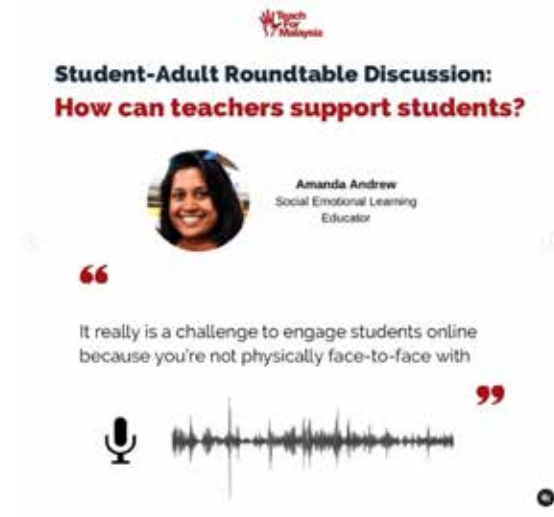 Teach
For
Malaysia
Student-Adult Roundtable Discussion:
How can teachers support students?
Amanda Andrew
Social Emotional Learning
Educator
“
It really is a challenge to engage students online
because you're not physically face-to-face with
”